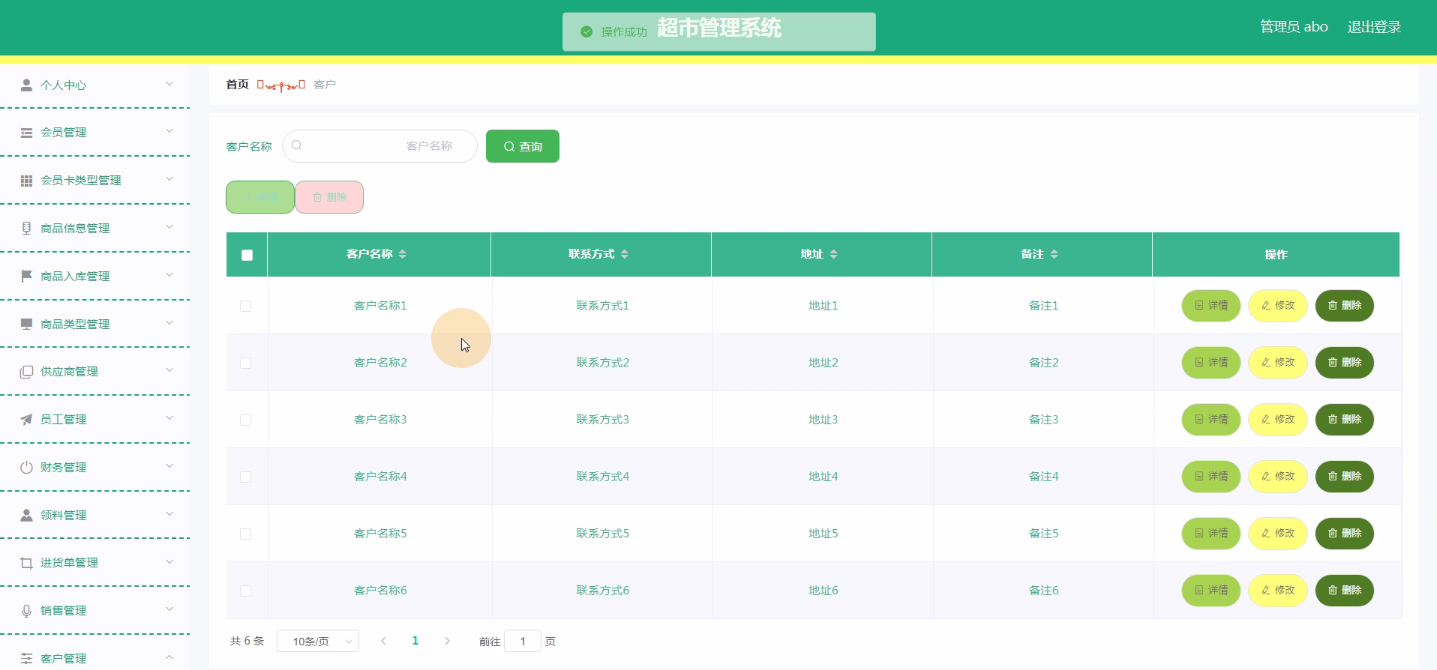 操作成功
超市管理系统
管理员 abo 退出登录
个人中心
会员管理
会员卡类型管理
商品信息管理
商品入库管理
商品类型管理
供应商管理
员工管理
财务管理
领料管理
进货单管理
销售管理
客户管理
首页 客户
客户名称 客户名称 查询
删除
客户名称 联系方式 地址 备注 操作
客户名称1 联系方式1 地址1 备注1 详情 修改 删除
客户名称2 联系方式2 地址2 备注2 详情 修改 删除
客户名称3 联系方式3 地址3 备注3 详情 修改 删除
客户名称4 联系方式4 地址4 备注4 详情 修改 删除
客户名称5 联系方式5 地址5 备注5 详情 修改 删除
客户名称6 联系方式6 地址6 备注6 详情 修改 删除
共 6 条 10条/页 1 前往 1 页